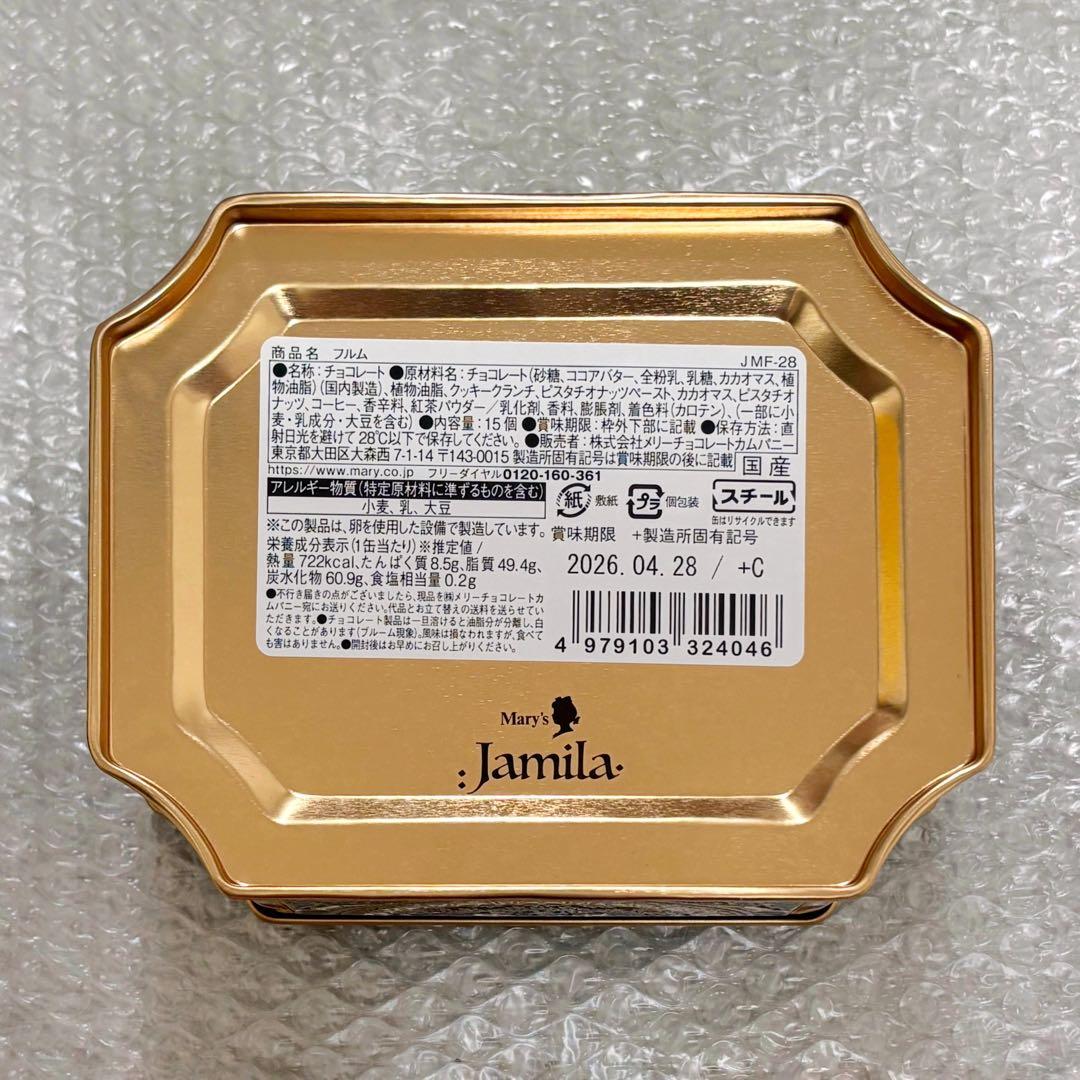 商品名 フルム JMF-28
●名称:チョコレート ●原材料名:チョコレート(砂糖、ココアバター、全粉乳、乳糖、カカオマス、植
物油脂)(国内製造)、植物油脂、クッキークランチ、ピスタチオナッツペースト、カカオマス、ピスタチオ
ナッツ、コーヒー、香辛料、紅茶パウダー/乳化剤、香料、膨脹剤、着色料(カロテン)、(一部に小
麦・乳成分・大豆を含む) ●内容量:15個 ●賞味期限:枠外下部に記載 ●保存方法:直
射日光を避けて28℃以下で保存してください。●販売者:株式会社メリーチョコレートカムパニー
東京都大田区大森西7-1-14 〒143-0015 製造所固有記号は賞味期限の後に記載
国産
https://www.mary.co.jp フリーダイヤル0120-160-361
アレルギー物質(特定原材料に準ずるものを含む)
小麦、乳、大豆
紙 敷紙
プラ 個包装
スチール
缶はリサイクルできます
※この製品は、卵を使用した設備で製造しています。
栄養成分表示(1缶当たり)※推定値/
熱量 722kcal、たんぱく質 8.5g、脂質 49.4g、
炭水化物 60.9g、食塩相当量 0.2g
●不行き届きの点がございましたら、現品を㈱メリーチョコレートカ
ムパニー宛にお送りください。代品とお立て替えの送料を送らせてい
ただきます。●チョコレート製品は一旦溶けると油脂分が分離し、白
くなることがあります(ブルーム現象)。風味は損なわれますが、食べて
も害はありません。●開封後はお早めにお召し上がりください。
賞味期限 +製造所固有記号
2026.04.28 / +C
4 979103 324046
Mary's
Jamila